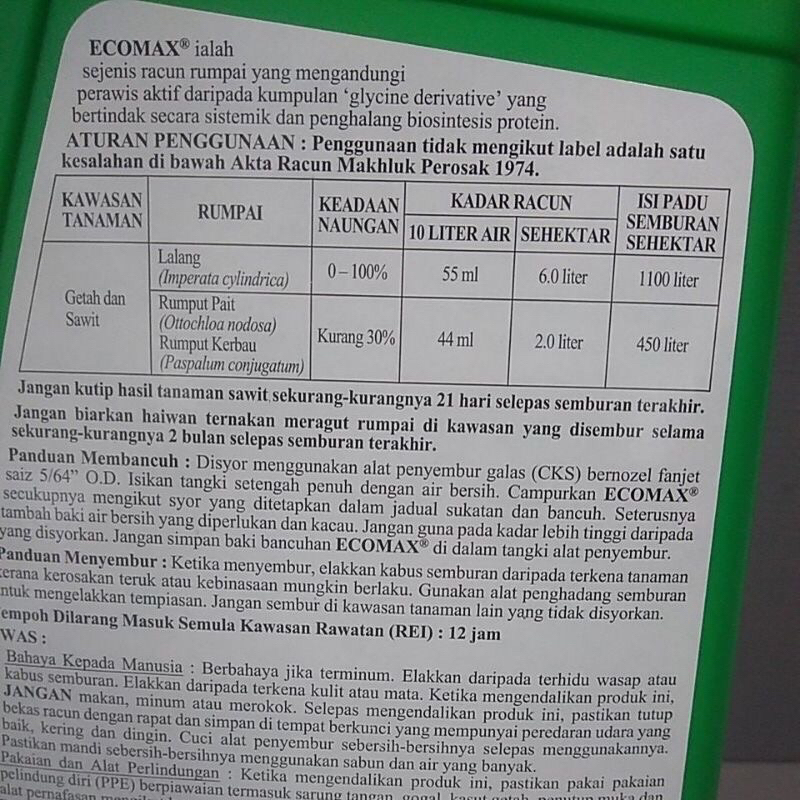 ECOMAX® ialah
sejenis racun rumpai yang mengandungi
perawis aktif daripada kumpulan ‘glycine derivative’ yang
bertindak secara sistemik dan penghalang biosintesis protein.
ATURAN PENGGUNAAN : Penggunaan tidak mengikut label adalah satu
kesalahan di bawah Akta Racun Makhluk Perosak 1974.
KAWASAN TANAMAN RUMPAI KEADAAN NAUNGAN KADAR RACUN ISI PADU SEMBURAN SEHEKTAR
10 LITER AIR SEHEKTAR
Getah dan
Sawit
Lalang
(Imperata cylindrica) 0 – 100% 55 ml 6.0 liter 1100 liter
Rumput Pait
(Ottochloa nodosa)
Rumput Kerbau
(Paspalum conjugatum)
Kurang 30% 44 ml 2.0 liter 450 liter
Jangan kutip hasil tanaman sawit sekurang-kurangnya 21 hari selepas semburan terakhir.
Jangan biarkan haiwan ternakan meragut rumpai di kawasan yang disembur selama
sekurang-kurangnya 2 bulan selepas semburan terakhir.
Panduan Membancuh : Disyor menggunakan alat penyembur galas (CKS) bernozel fanjet
saiz 5/64” O.D. Isikan tangki setengah penuh dengan air bersih. Campurkan ECOMAX®
secukupnya mengikut syor yang ditetapkan dalam jadual sukatan dan bancuh. Seterusnya
tambah baki air bersih yang diperlukan dan kacau. Jangan guna pada kadar lebih tinggi daripada
yang disyorkan. Jangan simpan baki bancuhan ECOMAX® di dalam tangki alat penyembur.
Panduan Menyembur : Ketika menyembur, elakkan kabus semburan daripada terkena tanaman
kerana kerosakan teruk atau kebinasaan mungkin berlaku. Gunakan alat penghadang semburan
ntuk mengelakkan tempiasan. Jangan sembur di kawasan tanaman lain yang tidak disyorkan.
empoh Dilarang Masuk Semula Kawasan Rawatan (REI) : 12 jam
WAS :
Bahaya Kepada Manusia : Berbahaya jika terminum. Elakkan daripada terhidu wasap atau
kabus semburan. Elakkan daripada terkena kulit atau mata. Ketika mengendalikan produk ini,
JANGAN makan, minum atau merokok. Selepas mengendalikan produk ini, pastikan tutup
bekas racun dengan rapat dan simpan di tempat berkunci yang mempunyai peredaran udara yang
baik, kering dan dingin. Cuci alat penyembur sebersih-bersihnya selepas menggunakannya.
Pastikan mandi sebersih-bersihnya menggunakan sabun dan air yang banyak.
Pakaian dan Alat Perlindungan : Ketika mengendalikan produk ini, pastikan pakai pakaian
pelindung diri (PPE) berpiawaian termasuk sarung tangan, gogal, kasut getah, penutup muka dan
alat pernafasan